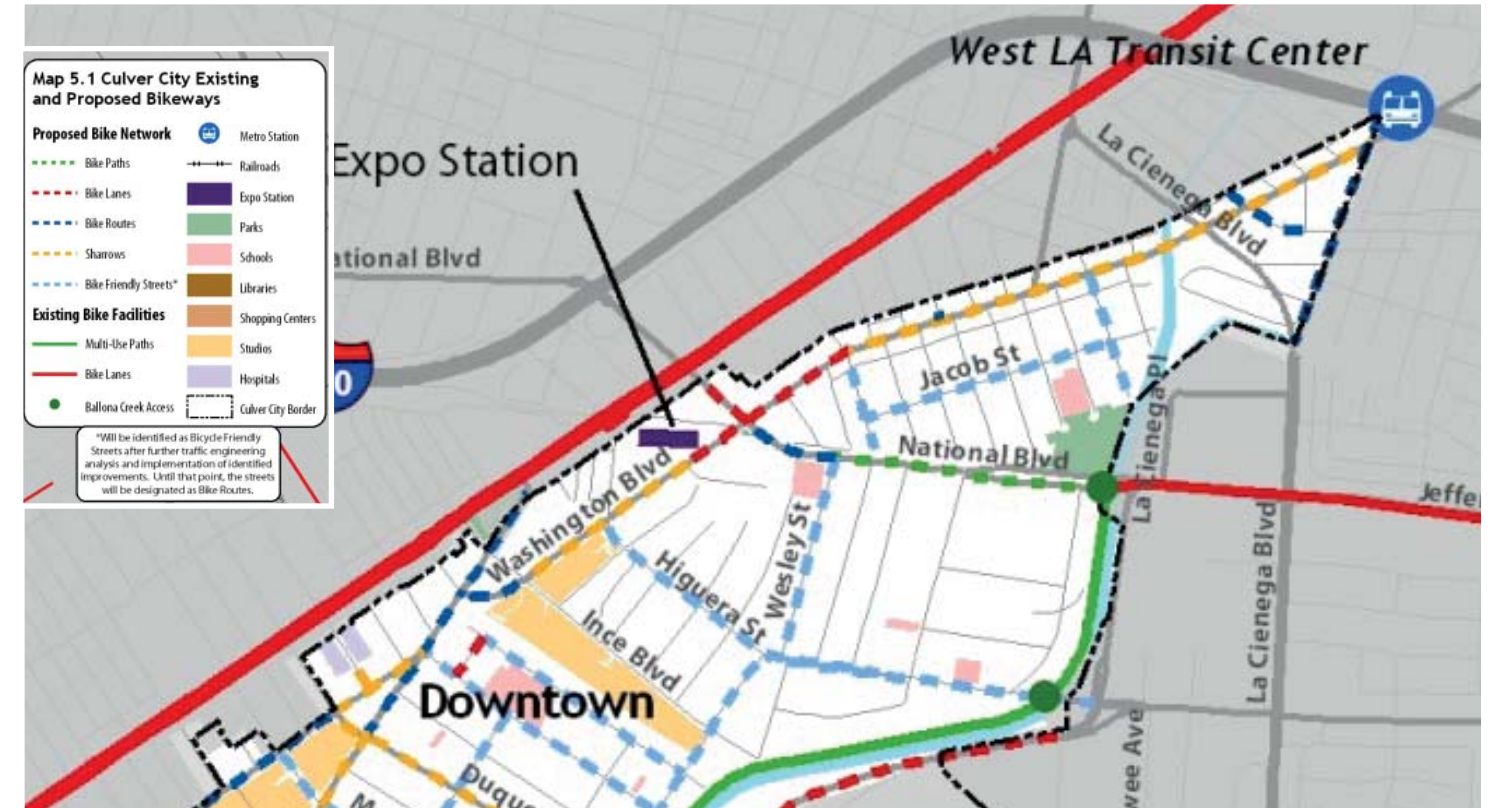 West LA Transit Center
Map 5.1 Culver City Existing
and Proposed Bikeways
Proposed Bike Network
Bike Paths
Bike Lanes
Bike Routes
Sharrows
Bike Friendly Streets*
Existing Bike Facilities
Multi-Use Paths
Bike Lanes
Ballona Creek Access
Metro Station
Railroads
Expo Station
Parks
Schools
Libraries
Shopping Centers
Studios
Hospitals
Culver City Border
*Will be identified as Bicycle Friendly
Streets after further traffic engineering
analysis and implementation of identified
improvements. Until that point, the streets
will be designated as Bike Routes.
Expo Station
ational Blvd
0
La Cienega Blvd
Jacob St
La Cienega Pl
National Blvd
Washington Blvd
Wesley St
Higuera St
Ince Blvd
Jeffe
La Cienega Blvd
Downtown
Duque
wee Ave